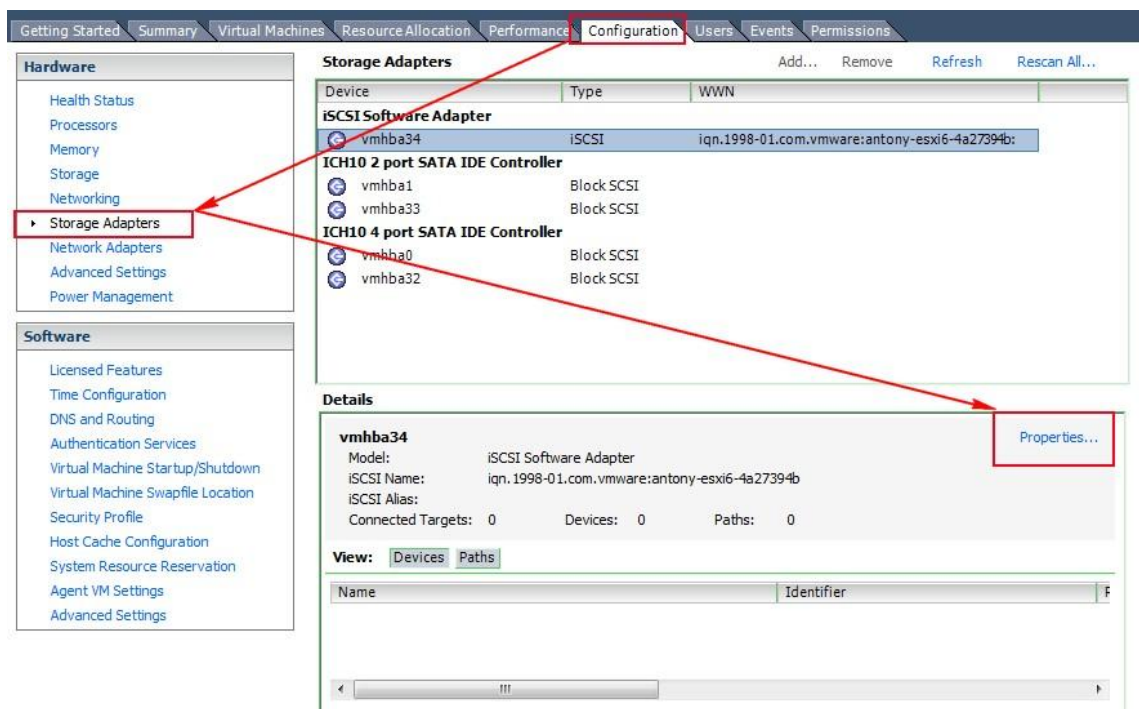 Getting Started Summary Virtual Machines Resource Allocation Performance Configuration Users Events Permissions
Hardware
Health Status
Processors
Memory
Storage
Networking
Storage Adapters
Network Adapters
Advanced Settings
Power Management
Software
Licensed Features
Time Configuration
DNS and Routing
Authentication Services
Virtual Machine Startup/Shutdown
Virtual Machine Swapfile Location
Security Profile
Host Cache Configuration
System Resource Reservation
Agent VM Settings
Advanced Settings
Storage Adapters Add... Remove Refresh Rescan All...
Device Type WWN
iSCSI Software Adapter
vmhba34 iSCSI iqn.1998-01.com.vmware:antony-esxi6-4a27394b:
ICH10 2 port SATA IDE Controller
vmhba1 Block SCSI
vmhba33 Block SCSI
ICH10 4 port SATA IDE Controller
vmhba0 Block SCSI
vmhba32 Block SCSI
Details
vmhba34 Properties...
Model: iSCSI Software Adapter
iSCSI Name: iqn.1998-01.com.vmware:antony-esxi6-4a27394b
iSCSI Alias:
Connected Targets: 0 Devices: 0 Paths: 0
View: Devices Paths
Name Identifier